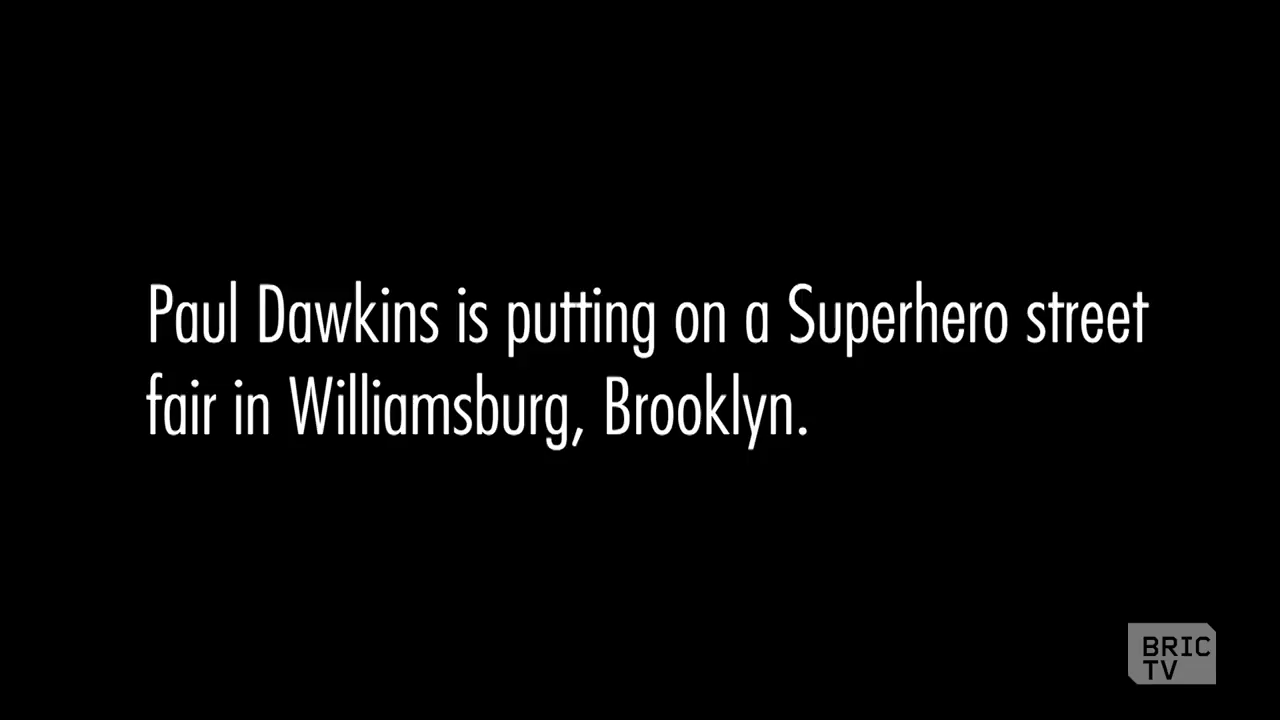 Paul Dawkins is putting on a Superhero street
fair in Williamsburg, Brooklyn.
BRIC
TV